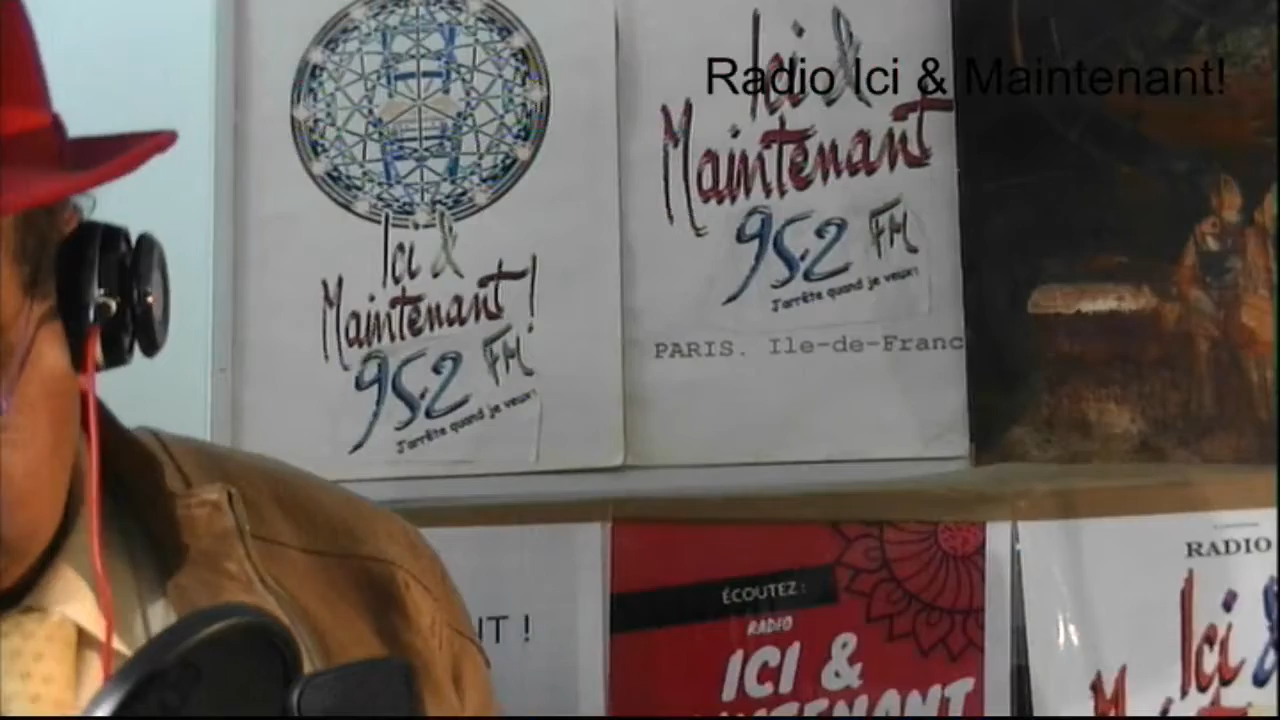 Radio Ici & Maintenant!
Ici &
Maintenant !
95.2 FM
J'arrête quand je veux!
Ici &
Maintenant
95.2 FM
J'arrête quand je veux!
PARIS. Ile-de-Franc
NT !
ÉCOUTEZ :
RADIO
ICI &
NTENANT
RADIO
Ici &